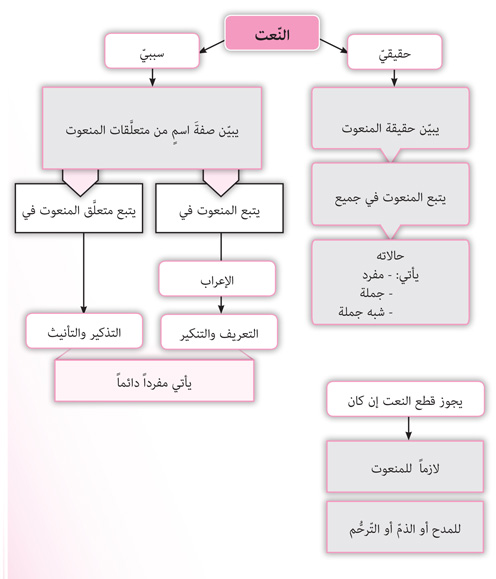 النّعت
حقيقيّ
يبيّن حقيقة المنعوت
يتبع المنعوت في جميع
حالاته
يأتي: - مفرد
- جملة
- شبه جملة
سببيّ
يبيّن صفةَ اسمٍ من متعلَّقات المنعوت
يتبع المنعوت في
الإعراب
التعريف والتنكير
يتبع متعلَّق المنعوت في
التذكير والتأنيث
يأتي مفرداً دائماً
يجوز قطع النعت إن كان
لازماً للمنعوت
للمدح أو الذمّ أو التّرحُّم